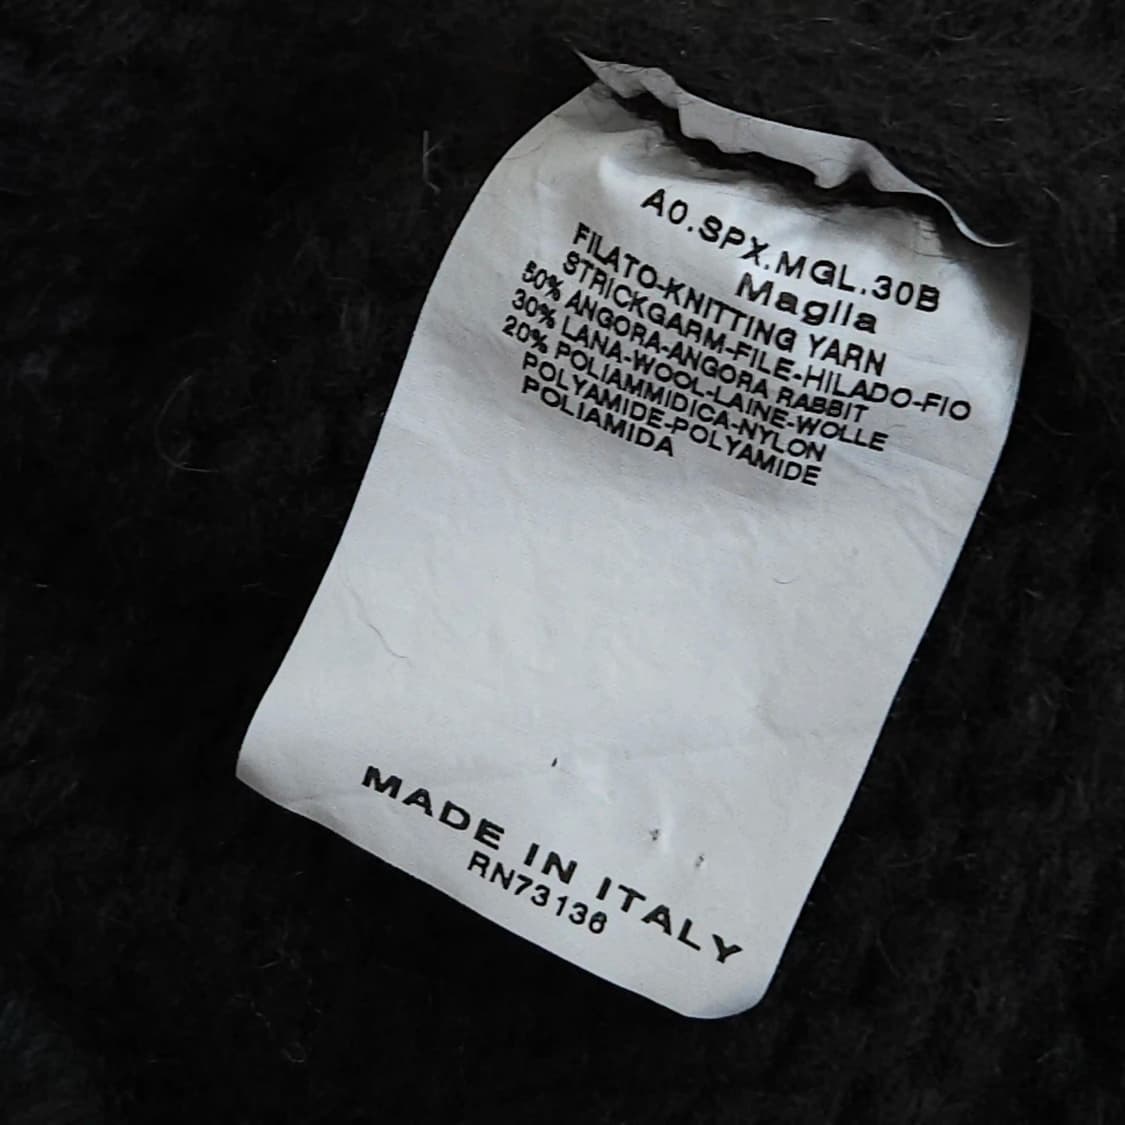 A0.SPX.MGL.30B
Maglia
FILATO-KNITTING YARN
STRICKGARM-FILE-HILADO-FIO
50% ANGORA-ANGORA RABBIT
30% LANA-WOOL-LAINE-WOLLE
20% POLIAMMIDICA-NYLON
POLYAMIDE-POLYAMIDE
POLIAMIDA
MADE IN ITALY
RN73136